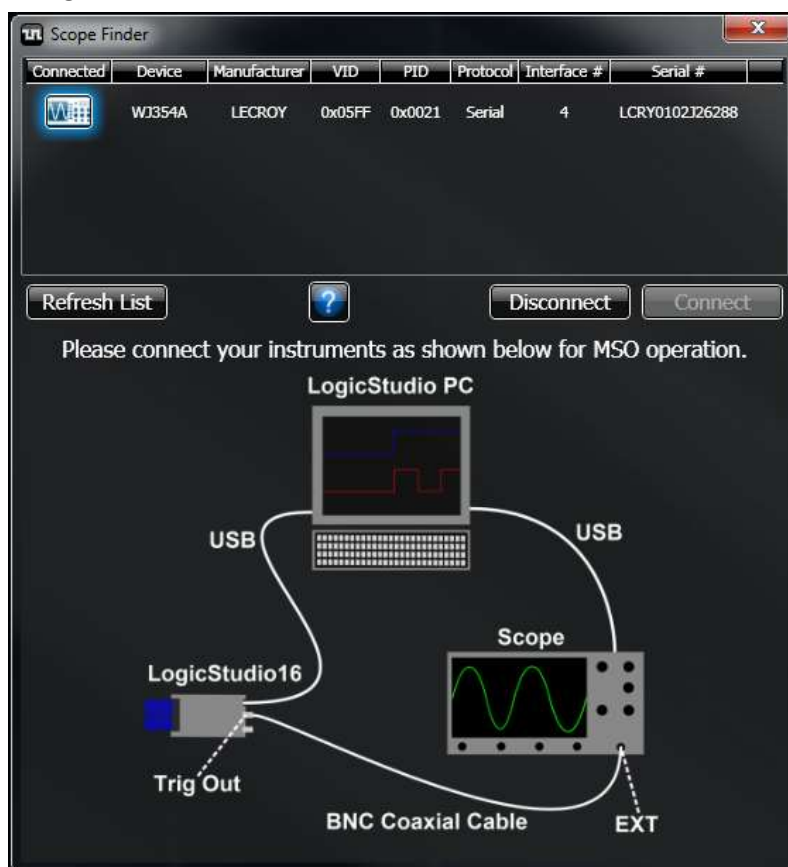 Scope Finder
Connected Device Manufacturer VID PID Protocol Interface # Serial #
WJ354A LECROY 0x05FF 0x0021 Serial 4 LCRY0102J26288
Refresh List ? Disconnect Connect
Please connect your instruments as shown below for MSO operation.
LogicStudio PC
USB
USB
Scope
LogicStudio16
Trig Out
BNC Coaxial Cable
EXT